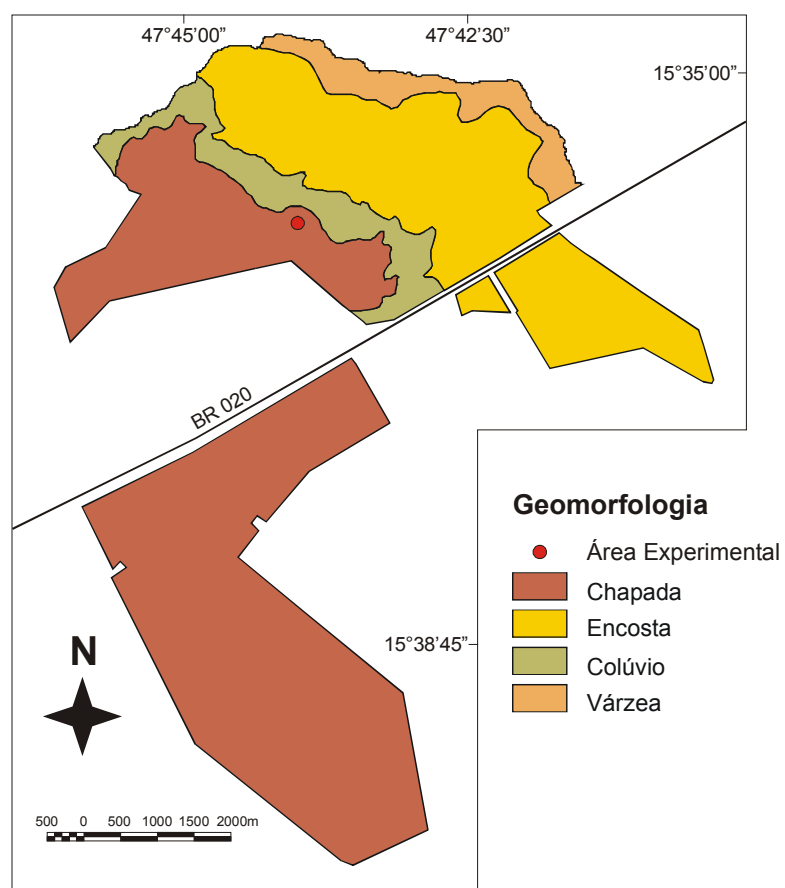 47°45'00" 47°42'30"
15°35'00"
BR 020
Geomorfologia
Área Experimental
Chapada
Encosta
Colúvio
Várzea
15°38'45"
N
500 0 500 1000 1500 2000m